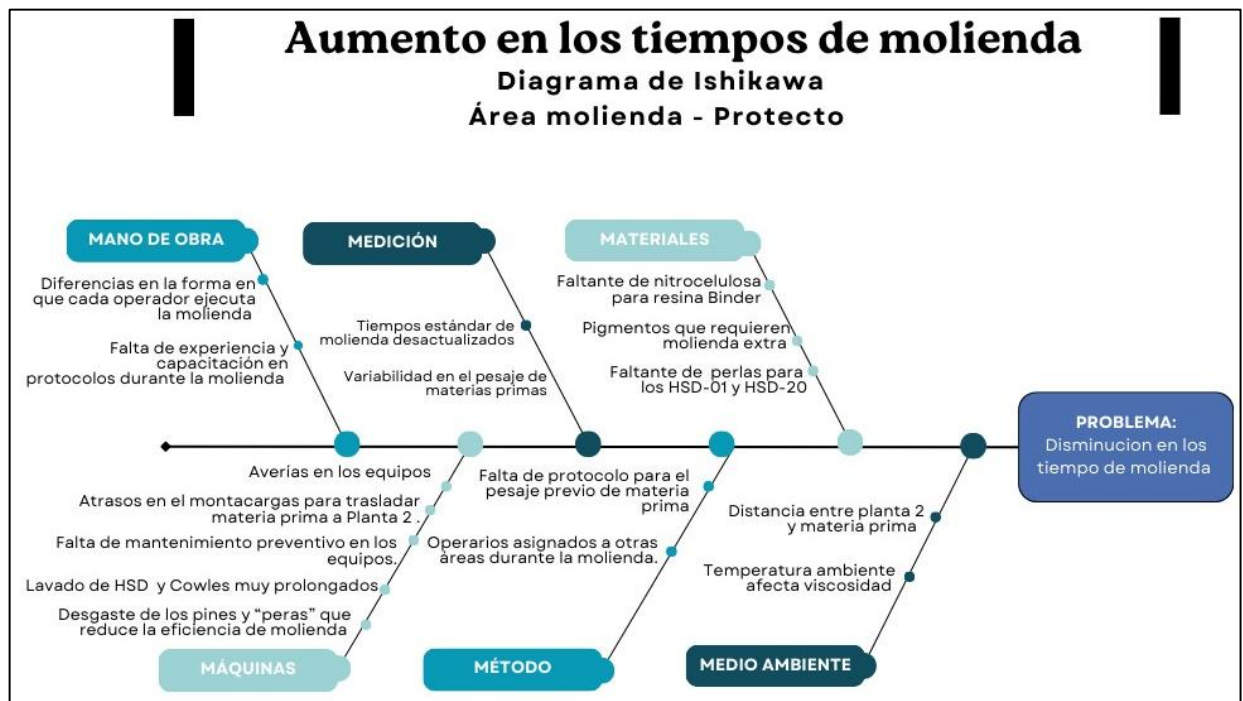 Aumento en los tiempos de molienda
Diagrama de Ishikawa
Área molienda - Protecto
MANO DE OBRA
Diferencias en la forma en
que cada operador ejecuta
la molienda
Falta de experiencia y
capacitación en
protocolos durante la molienda
MEDICIÓN
Tiempos estándar de
molienda desactualizados
Variabilidad en el pesaje de
materias primas
MATERIALES
Faltante de nitrocelulosa
para resina Binder
Pigmentos que requieren
molienda extra
Faltante de perlas para
los HSD-01 y HSD-20
PROBLEMA:
Disminucion en los
tiempo de molienda
Averías en los equipos
Atrasos en el montacargas para trasladar
materia prima a Planta 2 .
Falta de mantenimiento preventivo en los
equipos.
Lavado de HSD y Cowles muy prolongados
Desgaste de los pines y “peras” que
reduce la eficiencia de molienda
MÁQUINAS
Falta de protocolo para el
pesaje previo de materia
prima
Operarios asignados a otras
áreas durante la molienda.
MÉTODO
Distancia entre planta 2
y materia prima
Temperatura ambiente
afecta viscosidad
MEDIO AMBIENTE